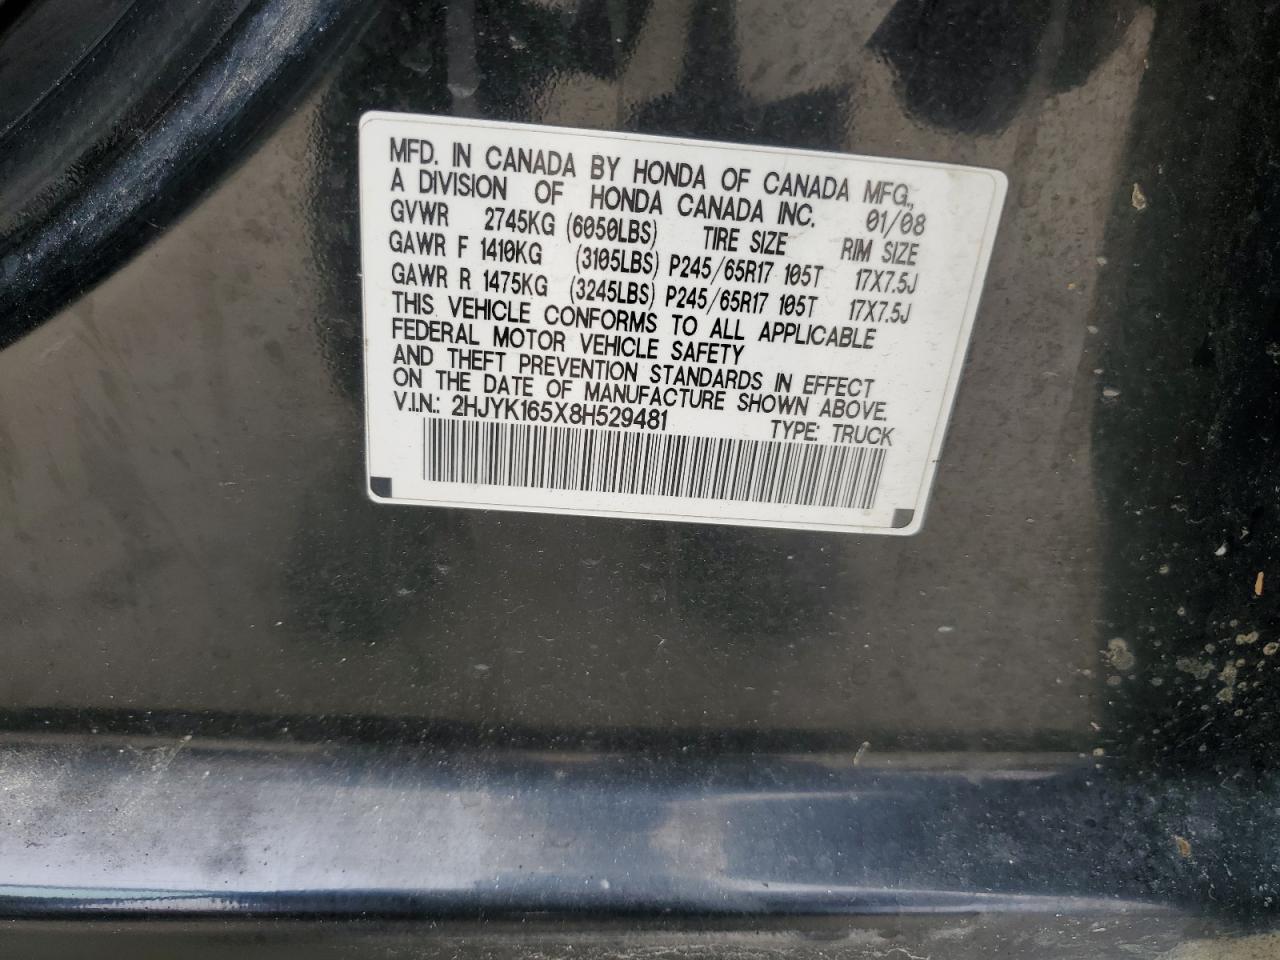 MFD. IN CANADA BY HONDA OF CANADA MFG.,
A DIVISION OF HONDA CANADA INC. 01/08
GVWR 2745KG (6050LBS) TIRE SIZE RIM SIZE
GAWR F 1410KG (3105LBS) P245/65R17 105T 17X7.5J
GAWR R 1475KG (3245LBS) P245/65R17 105T 17X7.5J
THIS VEHICLE CONFORMS TO ALL APPLICABLE
FEDERAL MOTOR VEHICLE SAFETY
AND THEFT PREVENTION STANDARDS IN EFFECT
ON THE DATE OF MANUFACTURE SHOWN ABOVE.
V.I.N.: 2HJYK165X8H529481 TYPE: TRUCK